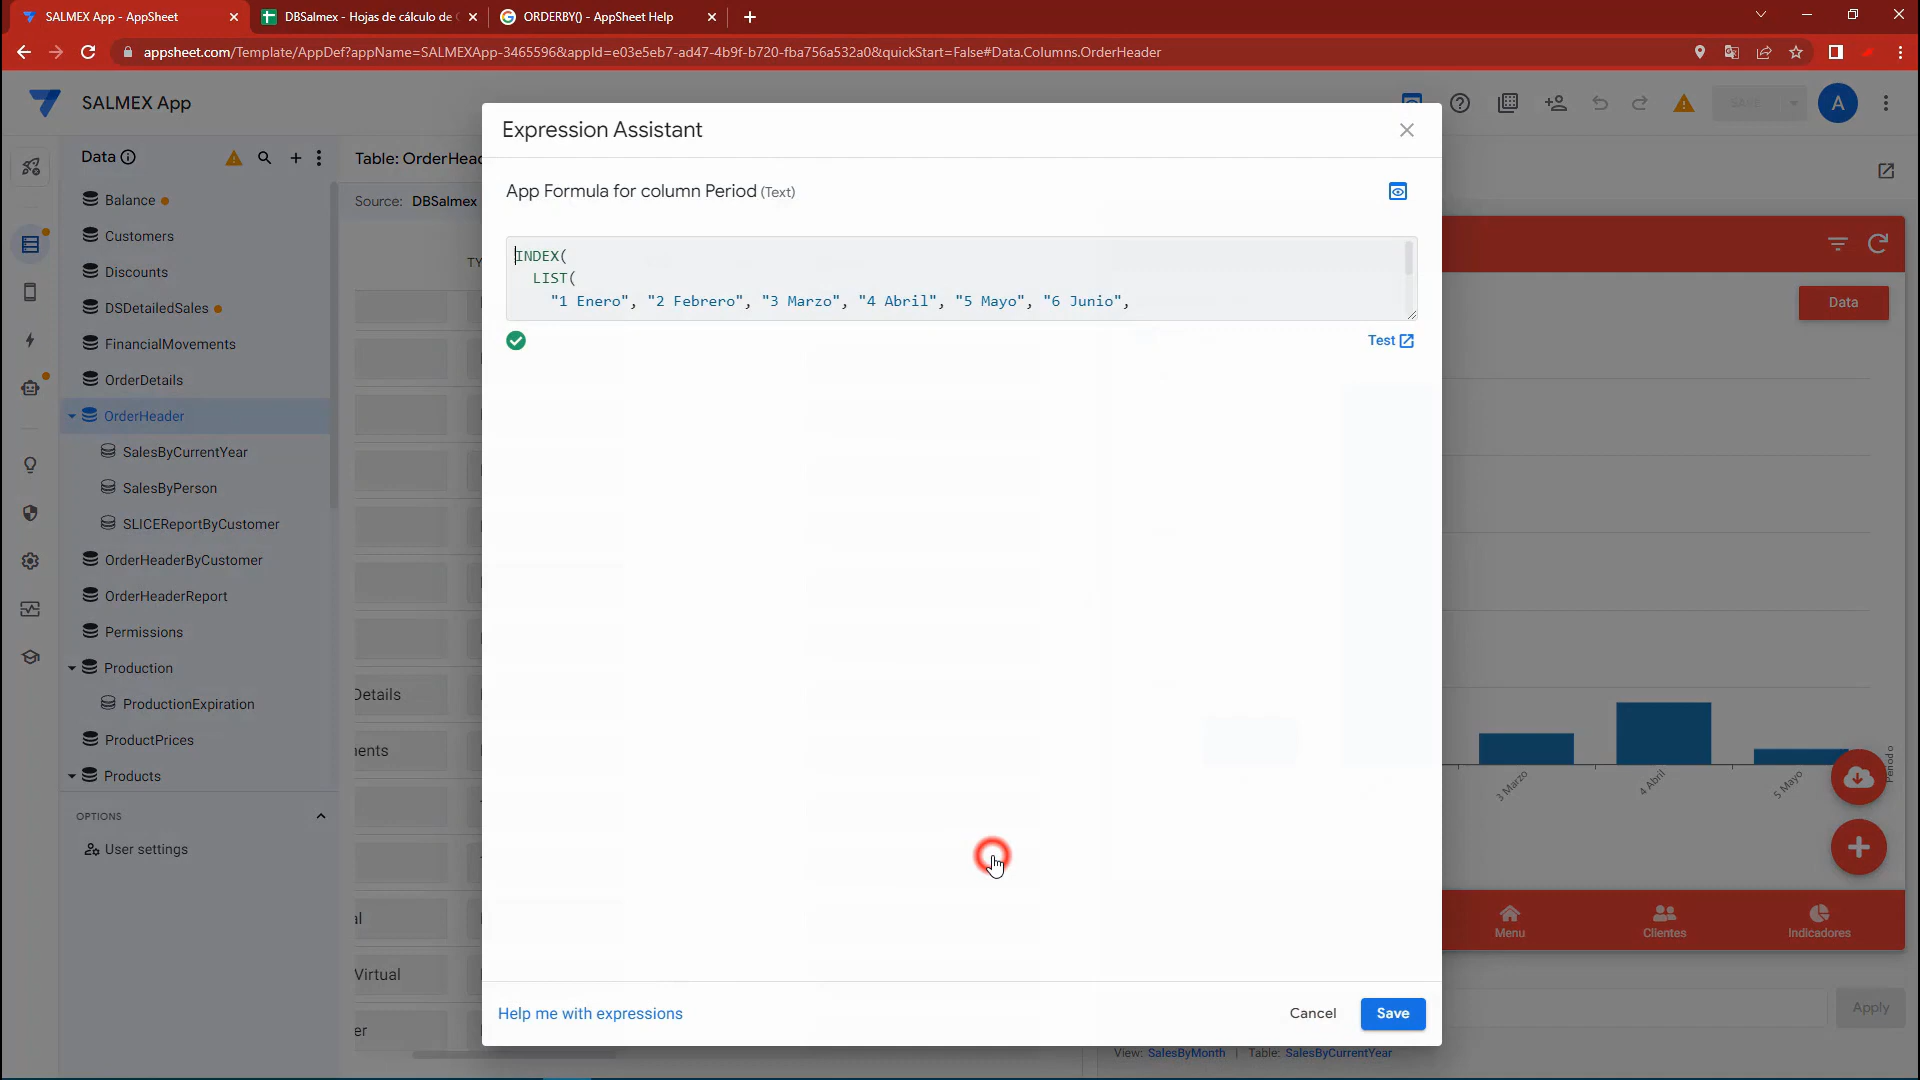 SALMEX App - AppSheet
DBSalmex - Hojas de cálculo de
ORDERBY() - AppSheet Help
appsheet.com/Template/AppDef?appName=SALMEXApp-3465596&appId=e03e5eb7-ad47-4b9f-b720-fba756a532a0&quickStart=False#Data.Columns.OrderHeader
SALMEX App
SAVE
A
Data
Table: OrderHead
Source: DBSalmex
TY
Balance
Customers
Discounts
DSDetailedSales
FinancialMovements
OrderDetails
OrderHeader
SalesByCurrentYear
SalesByPerson
SLICEReportByCustomer
OrderHeaderByCustomer
OrderHeaderReport
Permissions
Production
ProductionExpiration
ProductPrices
Products
OPTIONS
User settings
Details
ents
al
Virtual
er
Expression Assistant
App Formula for column Period (Text)
INDEX(
LIST(
"1 Enero", "2 Febrero", "3 Marzo", "4 Abril", "5 Mayo", "6 Junio",
Test
Help me with expressions
Cancel
Save
Data
3 Marzo
4 Abril
5 Mayo
Periodo
Menu
Clientes
Indicadores
Apply
View: SalesByMonth | Table: SalesByCurrentYear